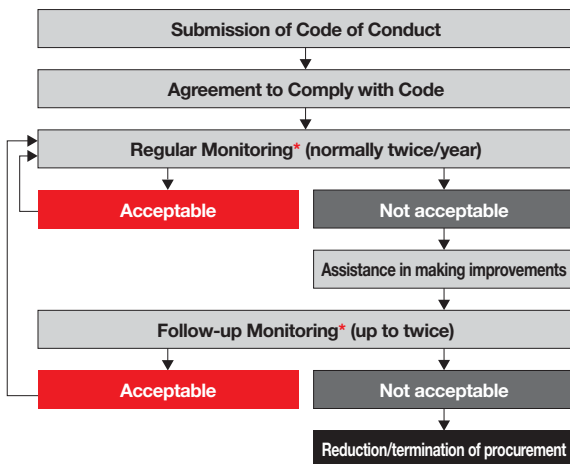 Submission of Code of Conduct
Agreement to Comply with Code
Regular Monitoring* (normally twice/year)
Acceptable
Not acceptable
Assistance in making improvements
Follow-up Monitoring* (up to twice)
Acceptable
Not acceptable
Reduction/termination of procurement